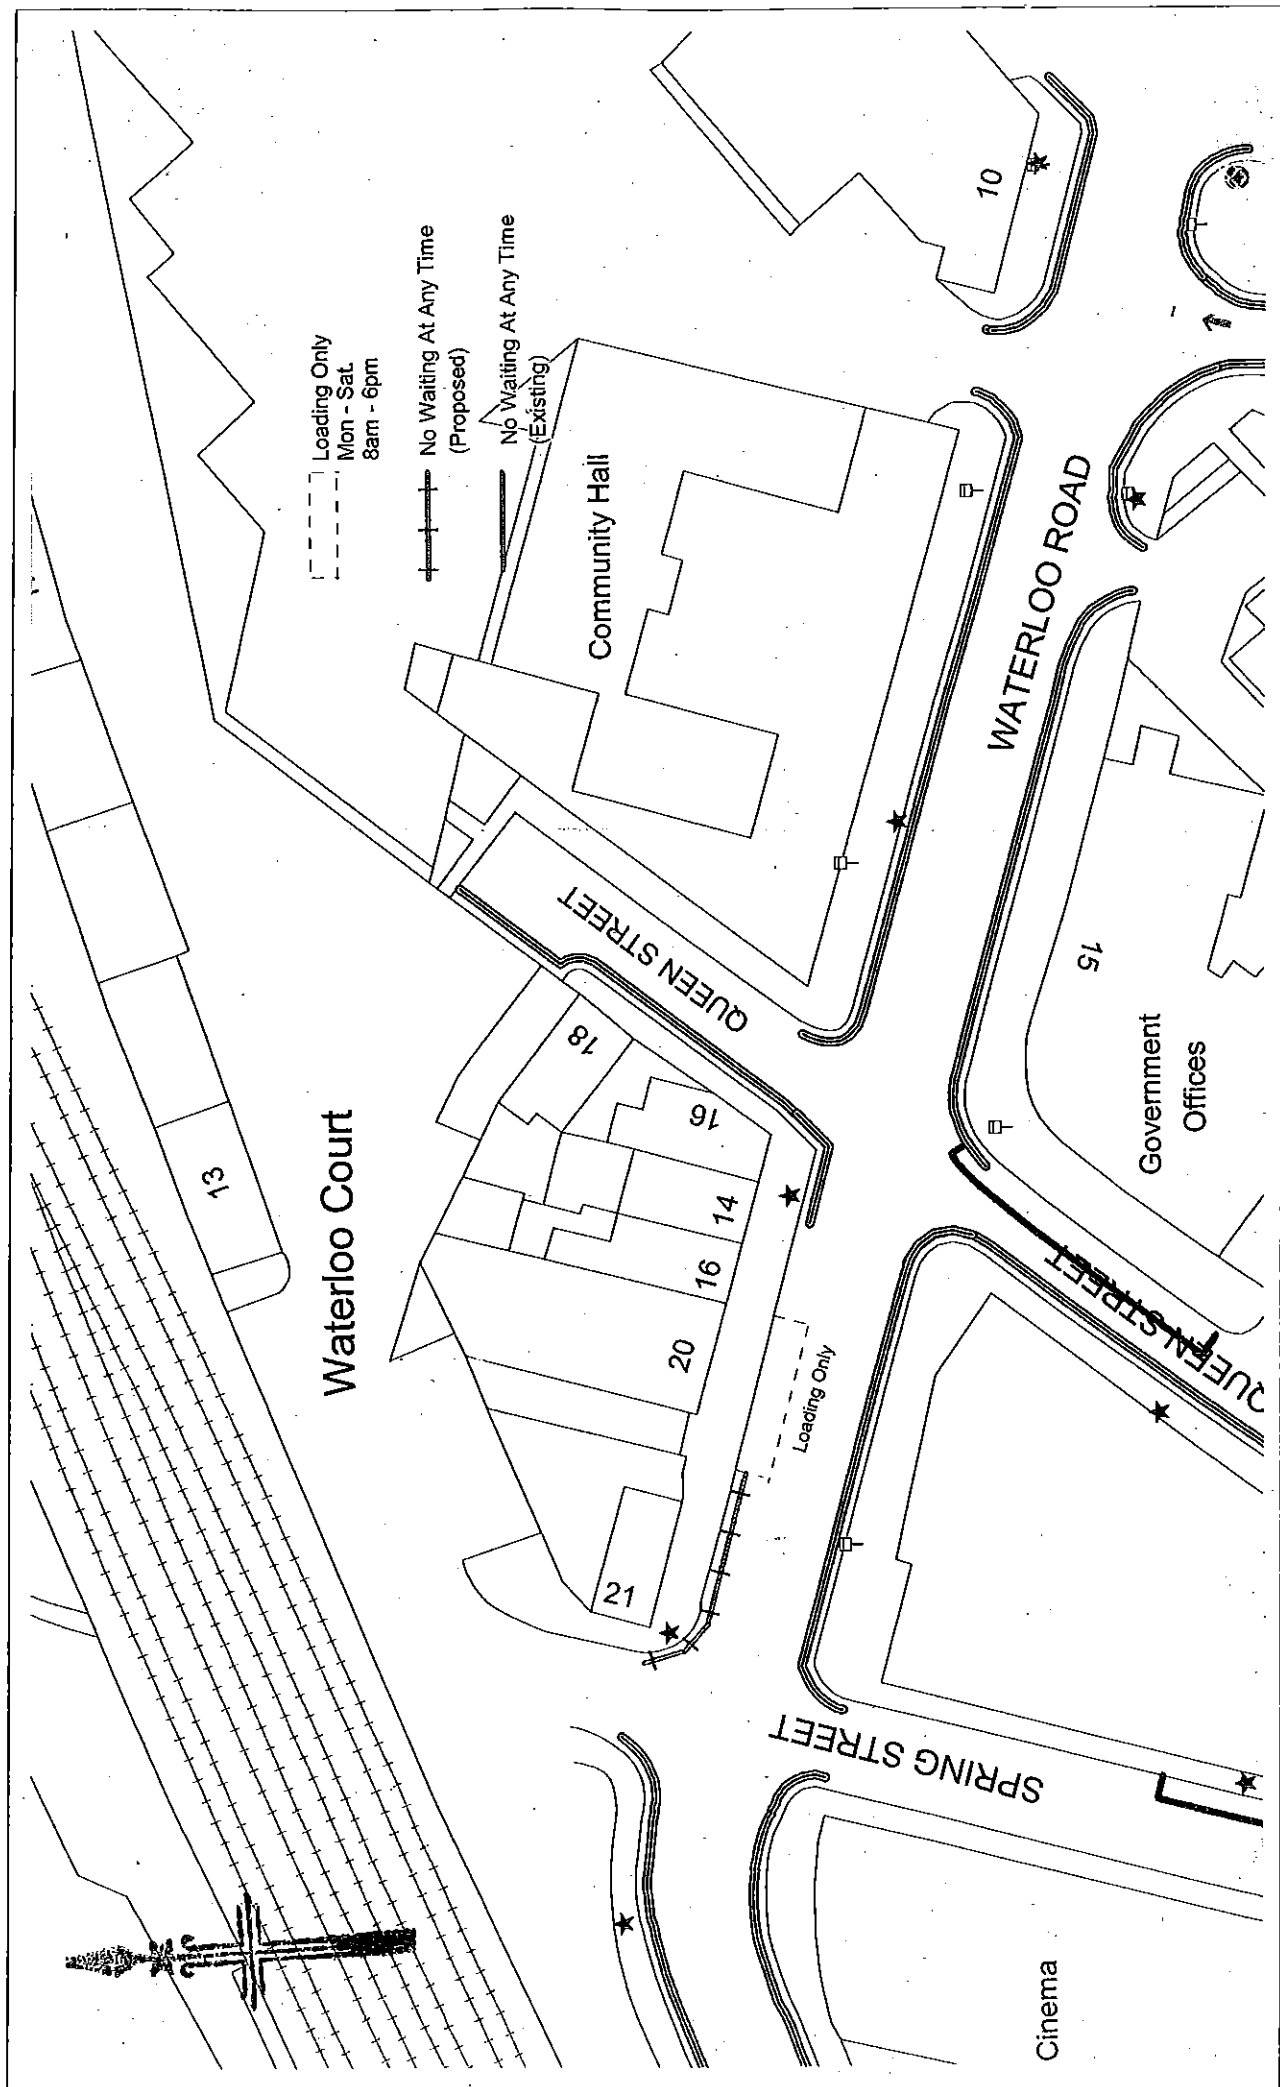 Loading Only
Mon - Sat.
8am - 6pm
No Waiting At Any Time
(Proposed)
No Waiting At Any Time
(Existing)
Community Hall
10
WATERLOO ROAD
QUEEN STREET
Waterloo Court
13
18
16
14
16
20
21
Loading Only
15
Government
Offices
QUEEN STREET
SPRING STREET
Cinema